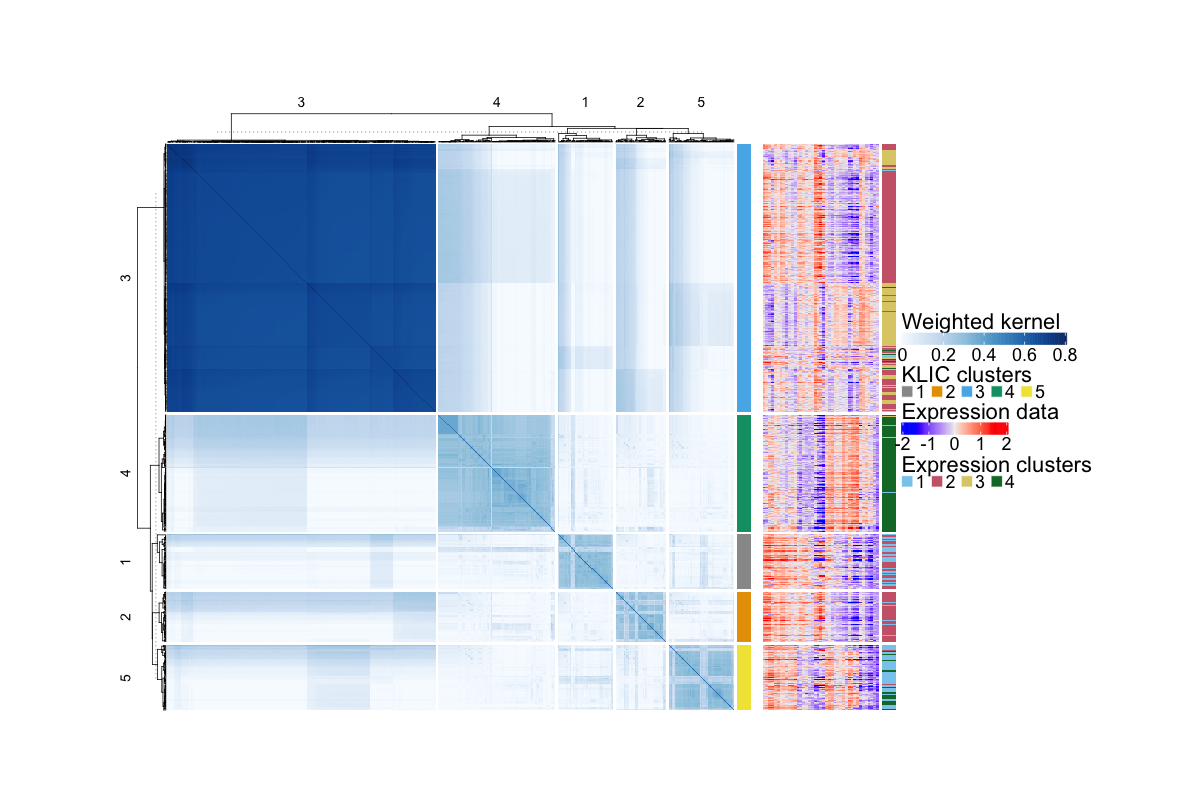 3 4 1 2 5
3
4
1
2
5
Weighted kernel
0 0.2 0.4 0.6 0.8
KLIC clusters
1 2 3 4 5
Expression data
-2 -1 0 1 2
Expression clusters
1 2 3 4